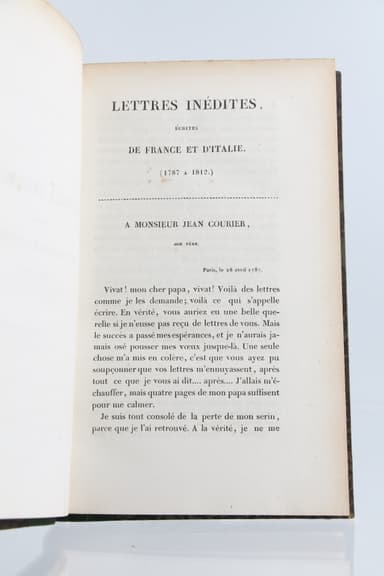 LETTRES INÉDITES,
ÉCRITES
DE FRANCE ET D'ITALIE.
(1787 A 1812.)
A MONSIEUR JEAN COURIER,
SON PÈRE.
Paris, le 28 avril 1787.
Vivat! mon cher papa, vivat! Voilà des lettres
comme je les demande; voilà ce qui s'appelle
écrire. En vérité, vous auriez eu une belle que-
relle si je n'eusse pas reçu de lettres de vous. Mais
le succès a passé mes espérances, et je n'aurais ja-
mais osé pousser mes vœux jusque-là. Une seule
chose m'a mis en colère, c'est que vous ayez pu
soupçonner que vos lettres m'ennuyassent, après
tout ce que je vous ai dit.... après.... J'allais m'é-
chauffer, mais quatre pages de mon papa suffisent
pour me calmer.
Je suis tout consolé de la perte de mon serin,
parce que je l'ai retrouvé. A la vérité, je ne me